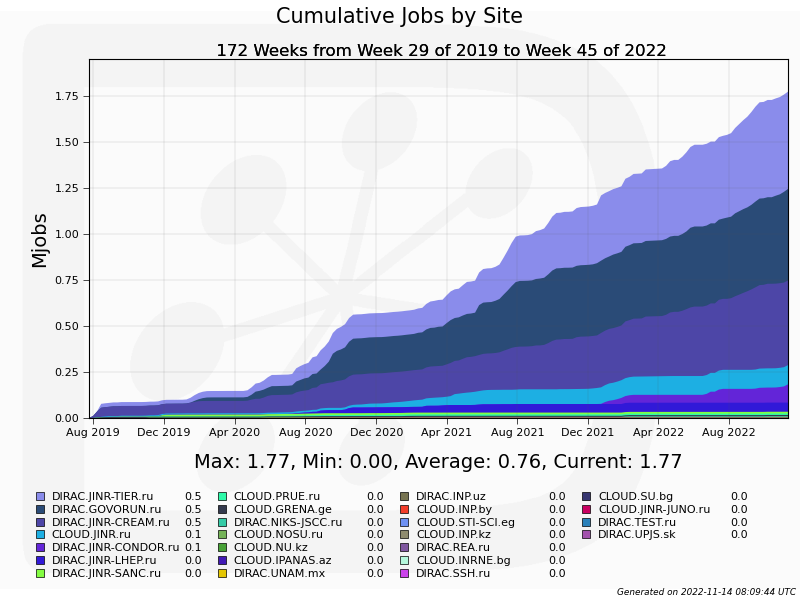 Cumulative Jobs by Site
172 Weeks from Week 29 of 2019 to Week 45 of 2022
Mjobs
1.75
1.50
1.25
1.00
0.75
0.50
0.25
0.00
Aug 2019 Dec 2019 Apr 2020 Aug 2020 Dec 2020 Apr 2021 Aug 2021 Dec 2021 Apr 2022 Aug 2022
Max: 1.77, Min: 0.00, Average: 0.76, Current: 1.77
DIRAC.JINR-TIER.ru 0.5 CLOUD.PRUE.ru 0.0 DIRAC.INP.uz 0.0 CLOUD.SU.bg 0.0
DIRAC.GOVORUN.ru 0.5 CLOUD.GRENA.ge 0.0 CLOUD.INP.by 0.0 CLOUD.JINR-JUNO.ru 0.0
DIRAC.JINR-CREAM.ru 0.5 DIRAC.NIKS-JSCC.ru 0.0 CLOUD.STI-SCI.eg 0.0 DIRAC.TEST.ru 0.0
CLOUD.JINR.ru 0.1 CLOUD.NOSU.ru 0.0 CLOUD.INP.kz 0.0 DIRAC.UPJS.sk 0.0
DIRAC.JINR-CONDOR.ru 0.1 CLOUD.NU.kz 0.0 DIRAC.REA.ru 0.0
DIRAC.JINR-LHEP.ru 0.0 CLOUD.IPANAS.az 0.0 CLOUD.INRNE.bg 0.0
DIRAC.JINR-SANC.ru 0.0 DIRAC.UNAM.mx 0.0 DIRAC.SSH.ru 0.0
Generated on 2022-11-14 08:09:44 UTC